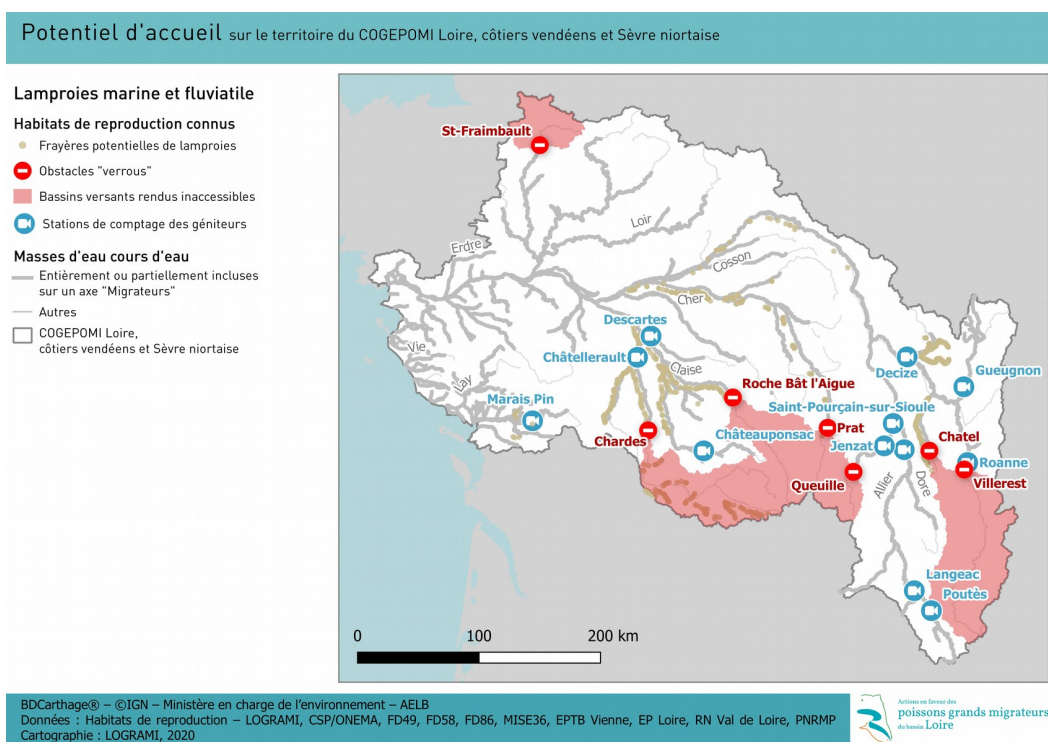 Potentiel d'accueil sur le territoire du COGEPOMI Loire, côtiers vendéens et Sèvre niortaise
Lamproies marine et fluviatile
Habitats de reproduction connus
Frayères potentielles de lamproies
Obstacles "verrous"
Bassins versants rendus inaccessibles
Stations de comptage des géniteurs
Masses d'eau cours d'eau
Entièrement ou partiellement incluses
sur un axe "Migrateurs"
Autres
COGEPOMI Loire,
côtiers vendéens et Sèvre niortaise
St-Fraimbault
Loir
Erdre
Cosson
Cher
Descartes
Châtellerault
Claise
Vie
Lay
Decize
Gueugnon
Roche Bât l'Aigue
Marais Pin
Saint-Pourçain-sur-Sioule
Chardes
Châteauponsac
Prat
Jenzat
Chatel
Roanne
Queuille
Allier
Dore
Villerest
Langeac
Poutès
0 100 200 km
BDCarthage® – ©IGN – Ministière en charge de l'environnement – AELB
Données : Habitats de reproduction – LOGRAMI, CSP/ONEMA, FD49, FD58, FD86, MISE36, EPTB Vienne, EP Loire, RN Val de Loire, PNRMP
Cartographie : LOGRAMI, 2020
Actions en faveur des
poissons grands migrateurs
du bassin Loire